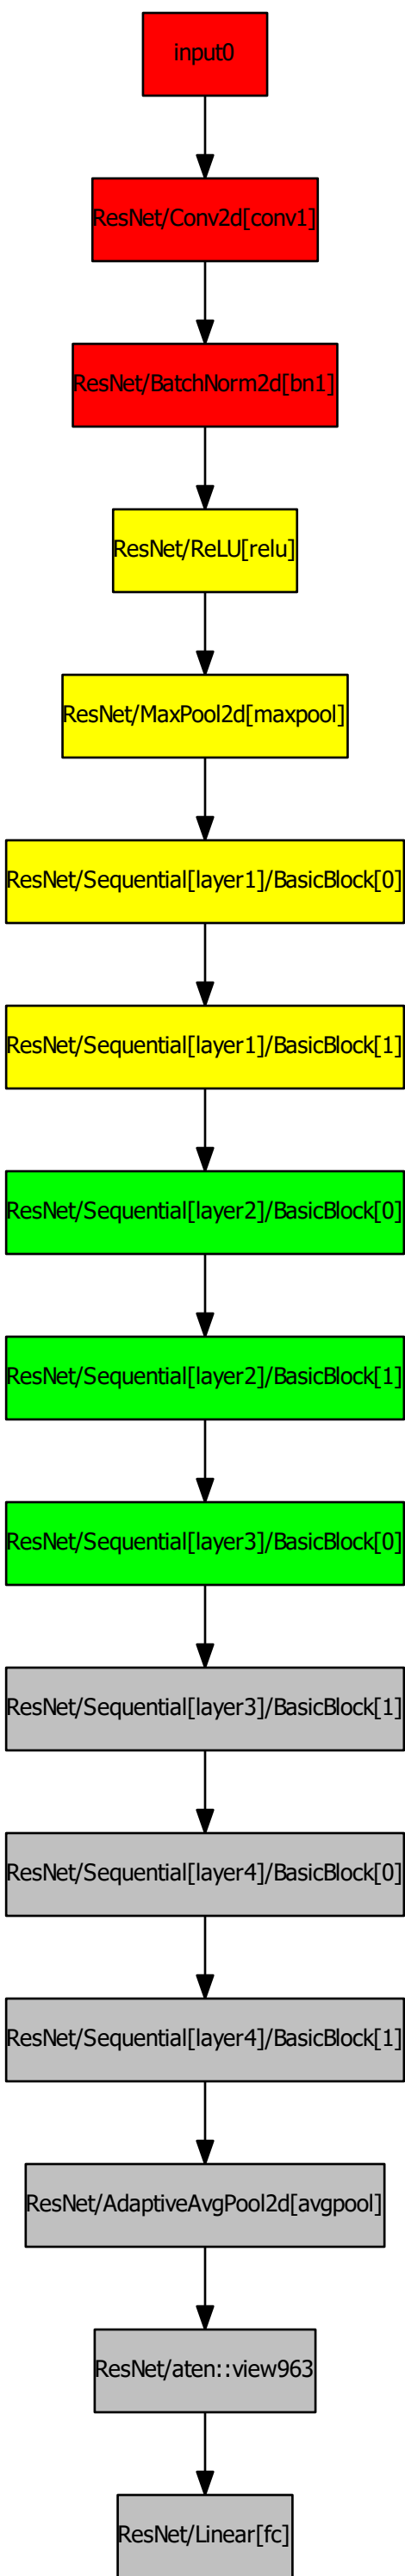 input0
ResNet/Conv2d[conv1]
ResNet/BatchNorm2d[bn1]
ResNet/ReLU[relu]
ResNet/MaxPool2d[maxpool]
ResNet/Sequential[layer1]/BasicBlock[0]
ResNet/Sequential[layer1]/BasicBlock[1]
ResNet/Sequential[layer2]/BasicBlock[0]
ResNet/Sequential[layer2]/BasicBlock[1]
ResNet/Sequential[layer3]/BasicBlock[0]
ResNet/Sequential[layer3]/BasicBlock[1]
ResNet/Sequential[layer4]/BasicBlock[0]
ResNet/Sequential[layer4]/BasicBlock[1]
ResNet/AdaptiveAvgPool2d[avgpool]
ResNet/aten::view963
ResNet/Linear[fc]